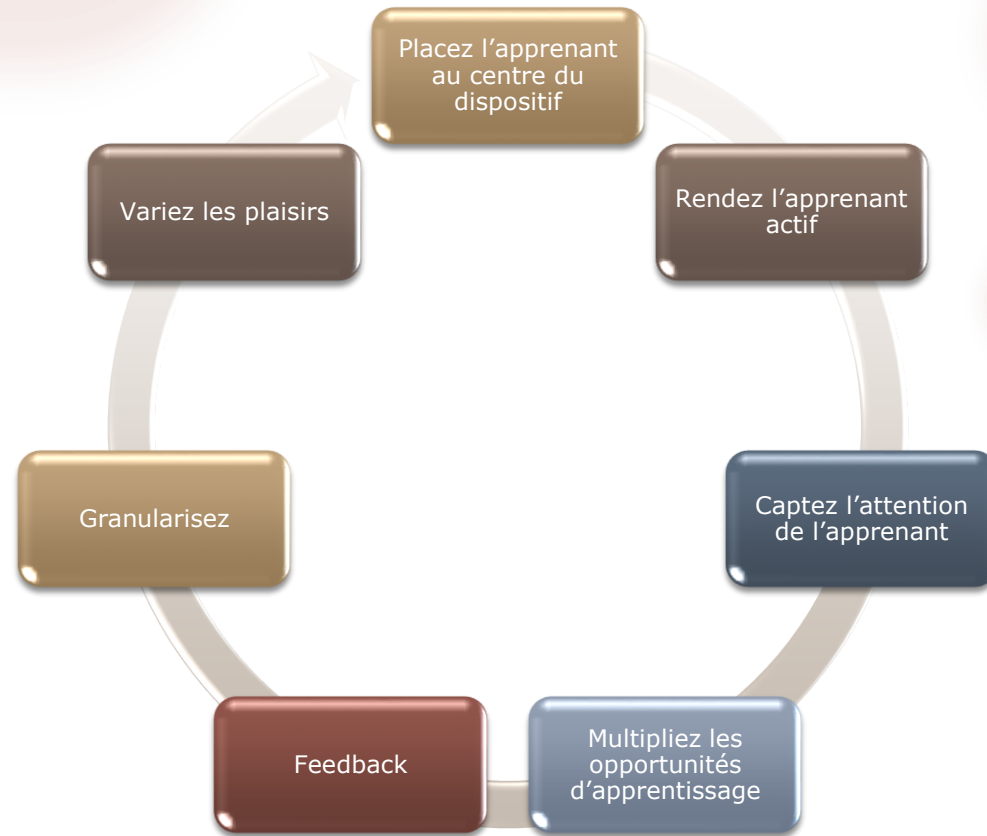 Placez l’apprenant
au centre du
dispositif
Rendez l’apprenant
actif
Captez l’attention
de l’apprenant
Multipliez les
opportunités
d’apprentissage
Feedback
Granularisez
Variez les plaisirs